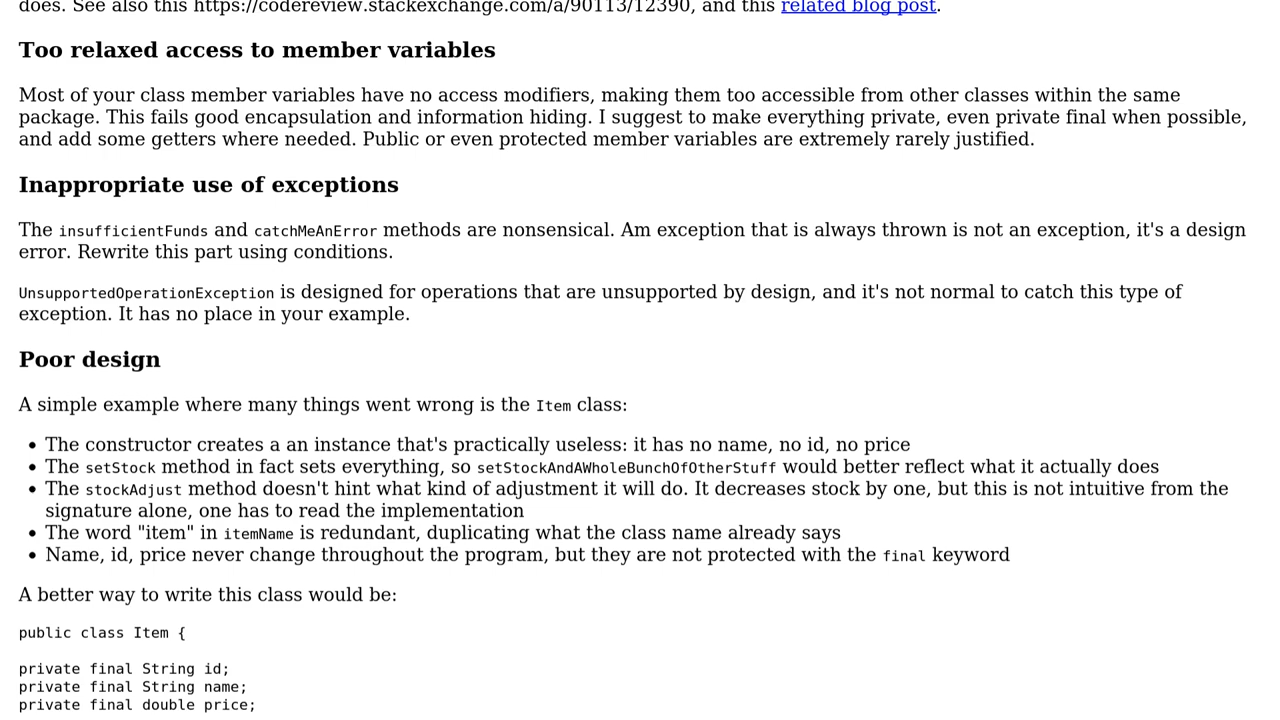 does. See also this https://codereview.stackexchange.com/a/90113/12390, and this related blog post.
Too relaxed access to member variables
Most of your class member variables have no access modifiers, making them too accessible from other classes within the same
package. This fails good encapsulation and information hiding. I suggest to make everything private, even private final when possible,
and add some getters where needed. Public or even protected member variables are extremely rarely justified.
Inappropriate use of exceptions
The insufficientFunds and catchMeAnError methods are nonsensical. Am exception that is always thrown is not an exception, it's a design
error. Rewrite this part using conditions.
UnsupportedOperationException is designed for operations that are unsupported by design, and it's not normal to catch this type of
exception. It has no place in your example.
Poor design
A simple example where many things went wrong is the Item class:
• The constructor creates a an instance that's practically useless: it has no name, no id, no price
• The setStock method in fact sets everything, so setStockAndAWholeBunchOfOtherStuff would better reflect what it actually does
• The stockAdjust method doesn't hint what kind of adjustment it will do. It decreases stock by one, but this is not intuitive from the
signature alone, one has to read the implementation
• The word "item" in itemName is redundant, duplicating what the class name already says
• Name, id, price never change throughout the program, but they are not protected with the final keyword
A better way to write this class would be:
public class Item {
private final String id;
private final String name;
private final double price;